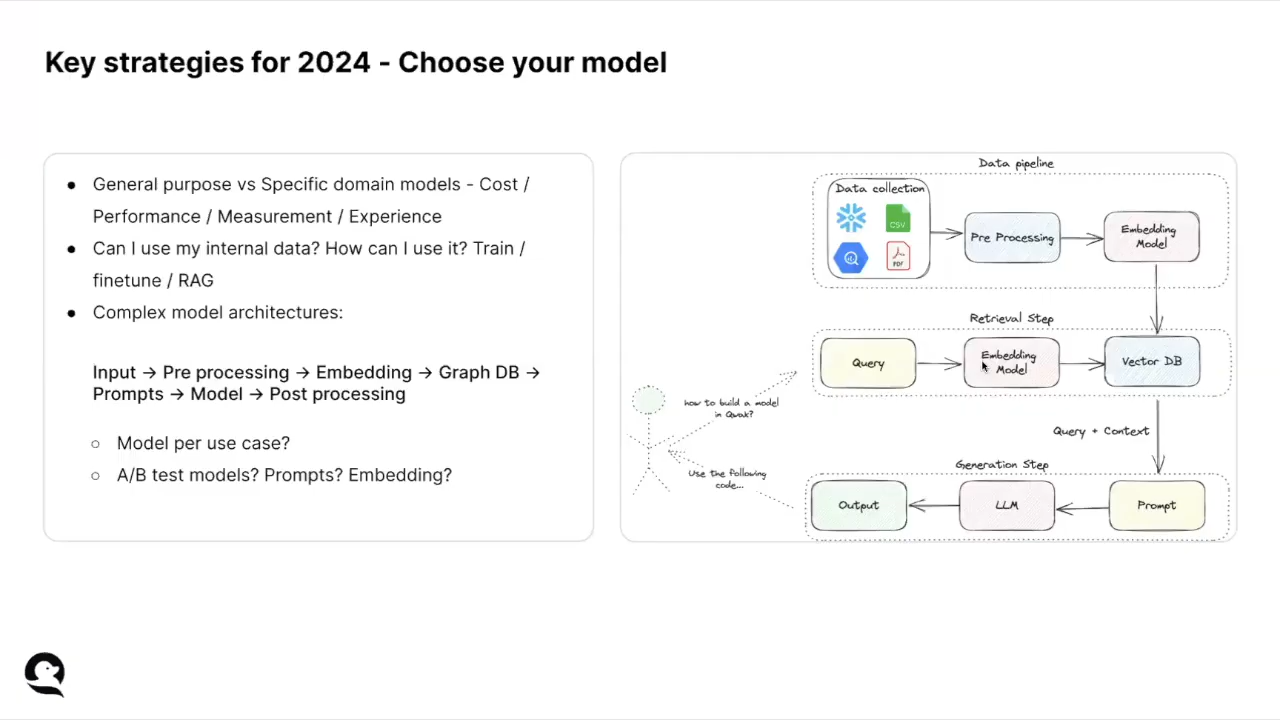 Key strategies for 2024 - Choose your model
● General purpose vs Specific domain models - Cost /
Performance / Measurement / Experience
● Can I use my internal data? How can I use it? Train /
finetune / RAG
● Complex model architectures:
Input → Pre processing → Embedding → Graph DB →
Prompts → Model → Post processing
○ Model per use case?
○ A/B test models? Prompts? Embedding?
Data pipeline
Data collection
CSV
PDF
Pre Processing
Embedding
Model
Retrieval Step
Query
Embedding
Model
Vector DB
how to build a model
in Qwak?
Query + Context
Use the following
code...
Generation Step
Output
LLM
Prompt